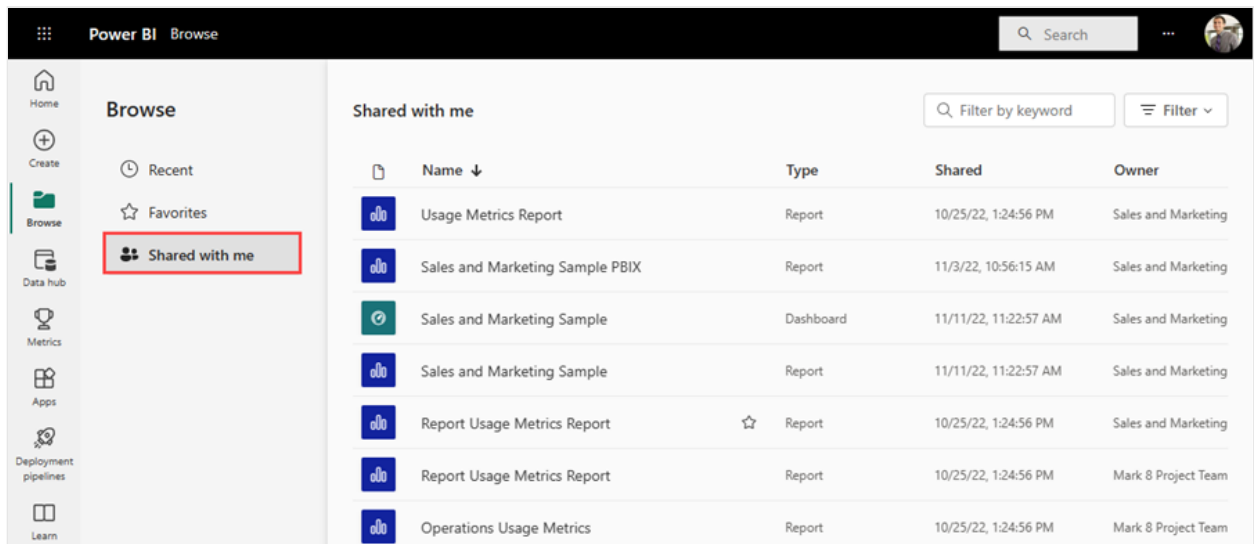 Power BI Browse Search ...
Home
Create
Browse
Data hub
Metrics
Apps
Deployment
pipelines
Learn
Browse
Recent
Favorites
Shared with me
Shared with me Filter by keyword Filter
Name Type Shared Owner
Usage Metrics Report Report 10/25/22, 1:24:56 PM Sales and Marketing
Sales and Marketing Sample PBIX Report 11/3/22, 10:56:15 AM Sales and Marketing
Sales and Marketing Sample Dashboard 11/11/22, 11:22:57 AM Sales and Marketing
Sales and Marketing Sample Report 11/11/22, 11:22:57 AM Sales and Marketing
Report Usage Metrics Report Report 10/25/22, 1:24:56 PM Sales and Marketing
Report Usage Metrics Report Report 10/25/22, 1:24:56 PM Mark 8 Project Team
Operations Usage Metrics Report 10/25/22, 1:24:56 PM Mark 8 Project Team